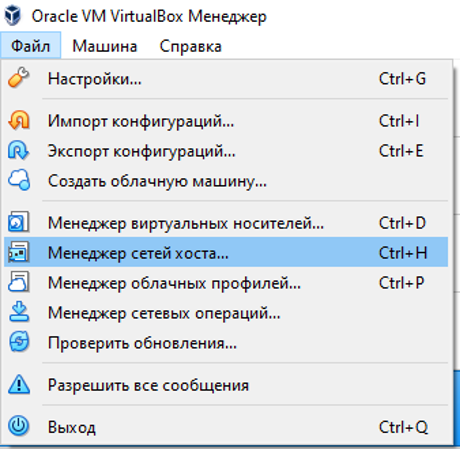 Oracle VM VirtualBox Менеджер
Файл Машина Справка
Настройки... Ctrl+G
Импорт конфигураций... Ctrl+I
Экспорт конфигураций... Ctrl+E
Создать облачную машину...
Менеджер виртуальных носителей... Ctrl+D
Менеджер сетей хоста... Ctrl+H
Менеджер облачных профилей... Ctrl+P
Менеджер сетевых операций...
Проверить обновления...
Разрешить все сообщения
Выход Ctrl+Q